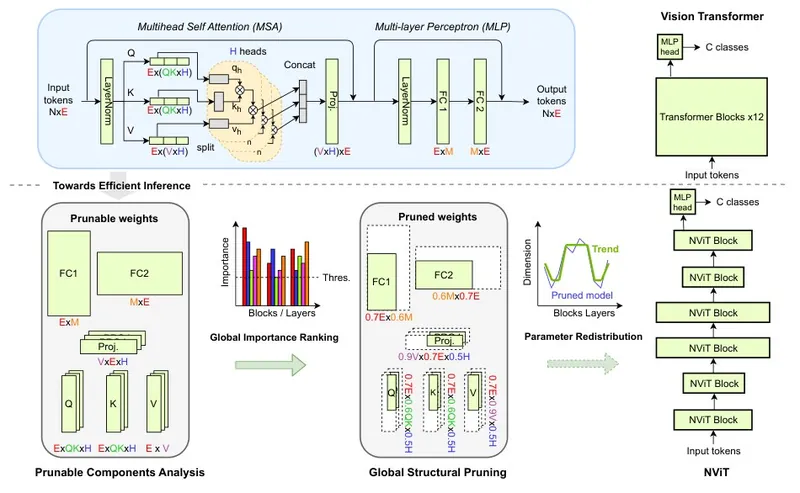 Multihead Self Attention (MSA)
Multi-layer Perceptron (MLP)
Input
tokens
NxE
LayerNorm
Q
K
V
Ex(QKxH)
Ex(QKxH)
Ex(VxH)
split
H heads
qh
kh
vh
n
n
Concat
Proj.
(VxH)xE
LayerNorm
FC 1
ExM
FC 2
MxE
Output
tokens
NxE
Vision Transformer
MLP
head
C classes
Transformer Blocks x12
Input tokens
Towards Efficient Inference
Prunable weights
FC1
ExM
FC2
MxE
Proj.
VxExH
Q
K
V
ExQKxH
ExQKxH
E x V
Prunable Components Analysis
Importance
Thres.
Blocks / Layers
Global Importance Ranking
Pruned weights
FC1
0.7Ex0.6M
FC2
0.6Mx0.7E
Proj.
0.9Vx0.7Ex0.5H
Q
0.7Ex0.6QKx0.5H
K
0.7Ex0.6QKx0.5H
V
0.7Ex0.9Vx0.5H
Global Structural Pruning
Dimension
Trend
Pruned model
Blocks Layers
Parameter Redistribution
MLP
head
C classes
NViT Block
NViT Block
NViT Block
NViT Block
NViT Block
NViT Block
Input tokens
NViT